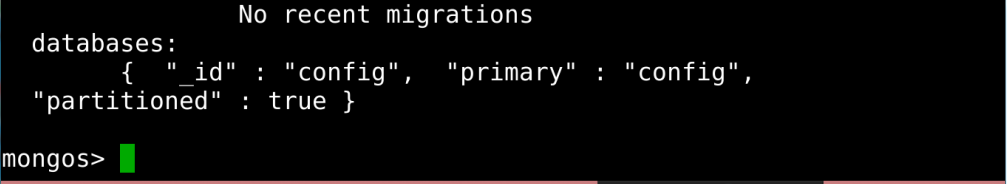 No recent migrations
databases:
{  "_id" : "config",  "primary" : "config",
"partitioned" : true }
mongos>